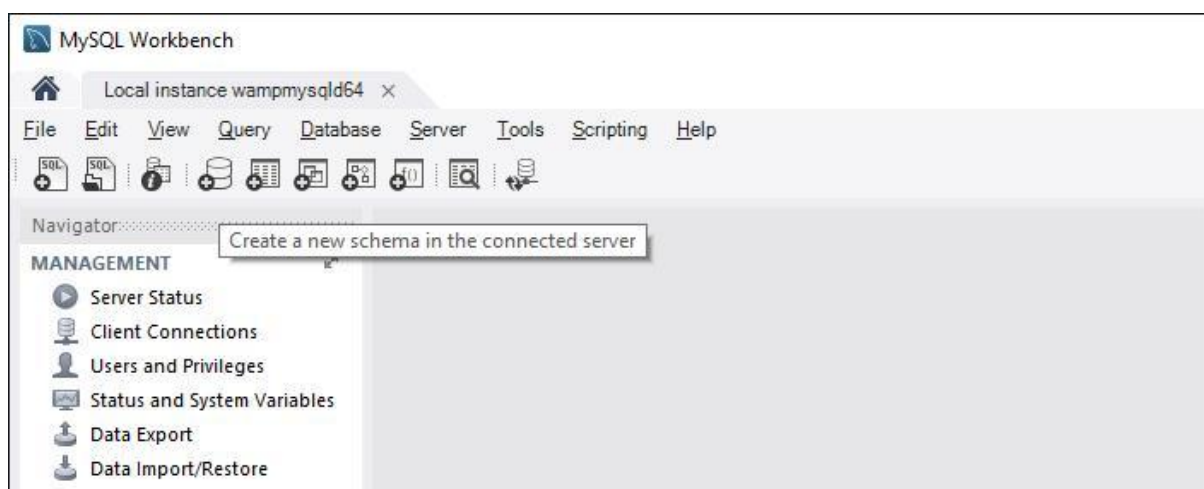 MySQL Workbench
Local instance wampmysqld64 ×
File Edit View Query Database Server Tools Scripting Help
SQL SQL f()
Navigator
Create a new schema in the connected server
MANAGEMENT
Server Status
Client Connections
Users and Privileges
Status and System Variables
Data Export
Data Import/Restore